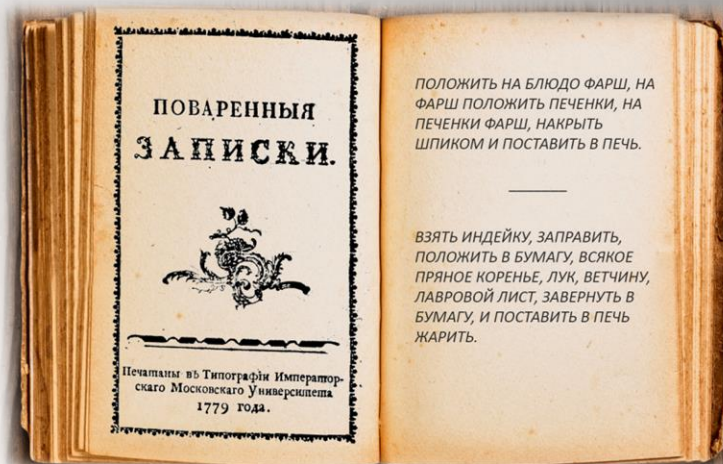 ПОВАРЕННЫЯ
ЗАПИСКИ.
Печатаны въ Типографіи Император-
скаго Московскаго Университета
1779 года.
ПОЛОЖИТЬ НА БЛЮДО ФАРШ, НА
ФАРШ ПОЛОЖИТЬ ПЕЧЕНКИ, НА
ПЕЧЕНКИ ФАРШ, НАКРЫТЬ
ШПИКОМ И ПОСТАВИТЬ В ПЕЧЬ.
ВЗЯТЬ ИНДЕЙКУ, ЗАПРАВИТЬ,
ПОЛОЖИТЬ В БУМАГУ, ВСЯКОЕ
ПРЯНОЕ КОРЕНЬЕ, ЛУК, ВЕТЧИНУ,
ЛАВРОВОЙ ЛИСТ, ЗАВЕРНУТЬ В
БУМАГУ, И ПОСТАВИТЬ В ПЕЧЬ
ЖАРИТЬ.